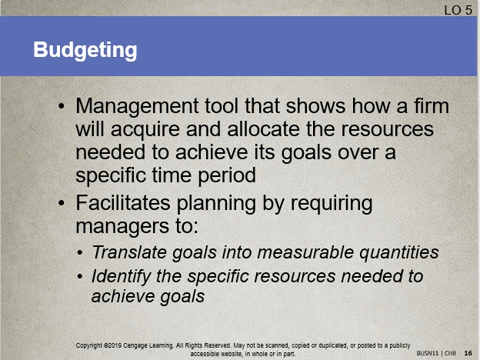 LO 5
Budgeting
• Management tool that shows how a firm
will acquire and allocate the resources
needed to achieve its goals over a
specific time period
• Facilitates planning by requiring
managers to:
• Translate goals into measurable quantities
• Identify the specific resources needed to
achieve goals
Copyright ©2019 Cengage Learning. All Rights Reserved. May not be scanned, copied or duplicated, or posted to a publicly
accessible website, in whole or in part.
BUSN11 | CH8 16